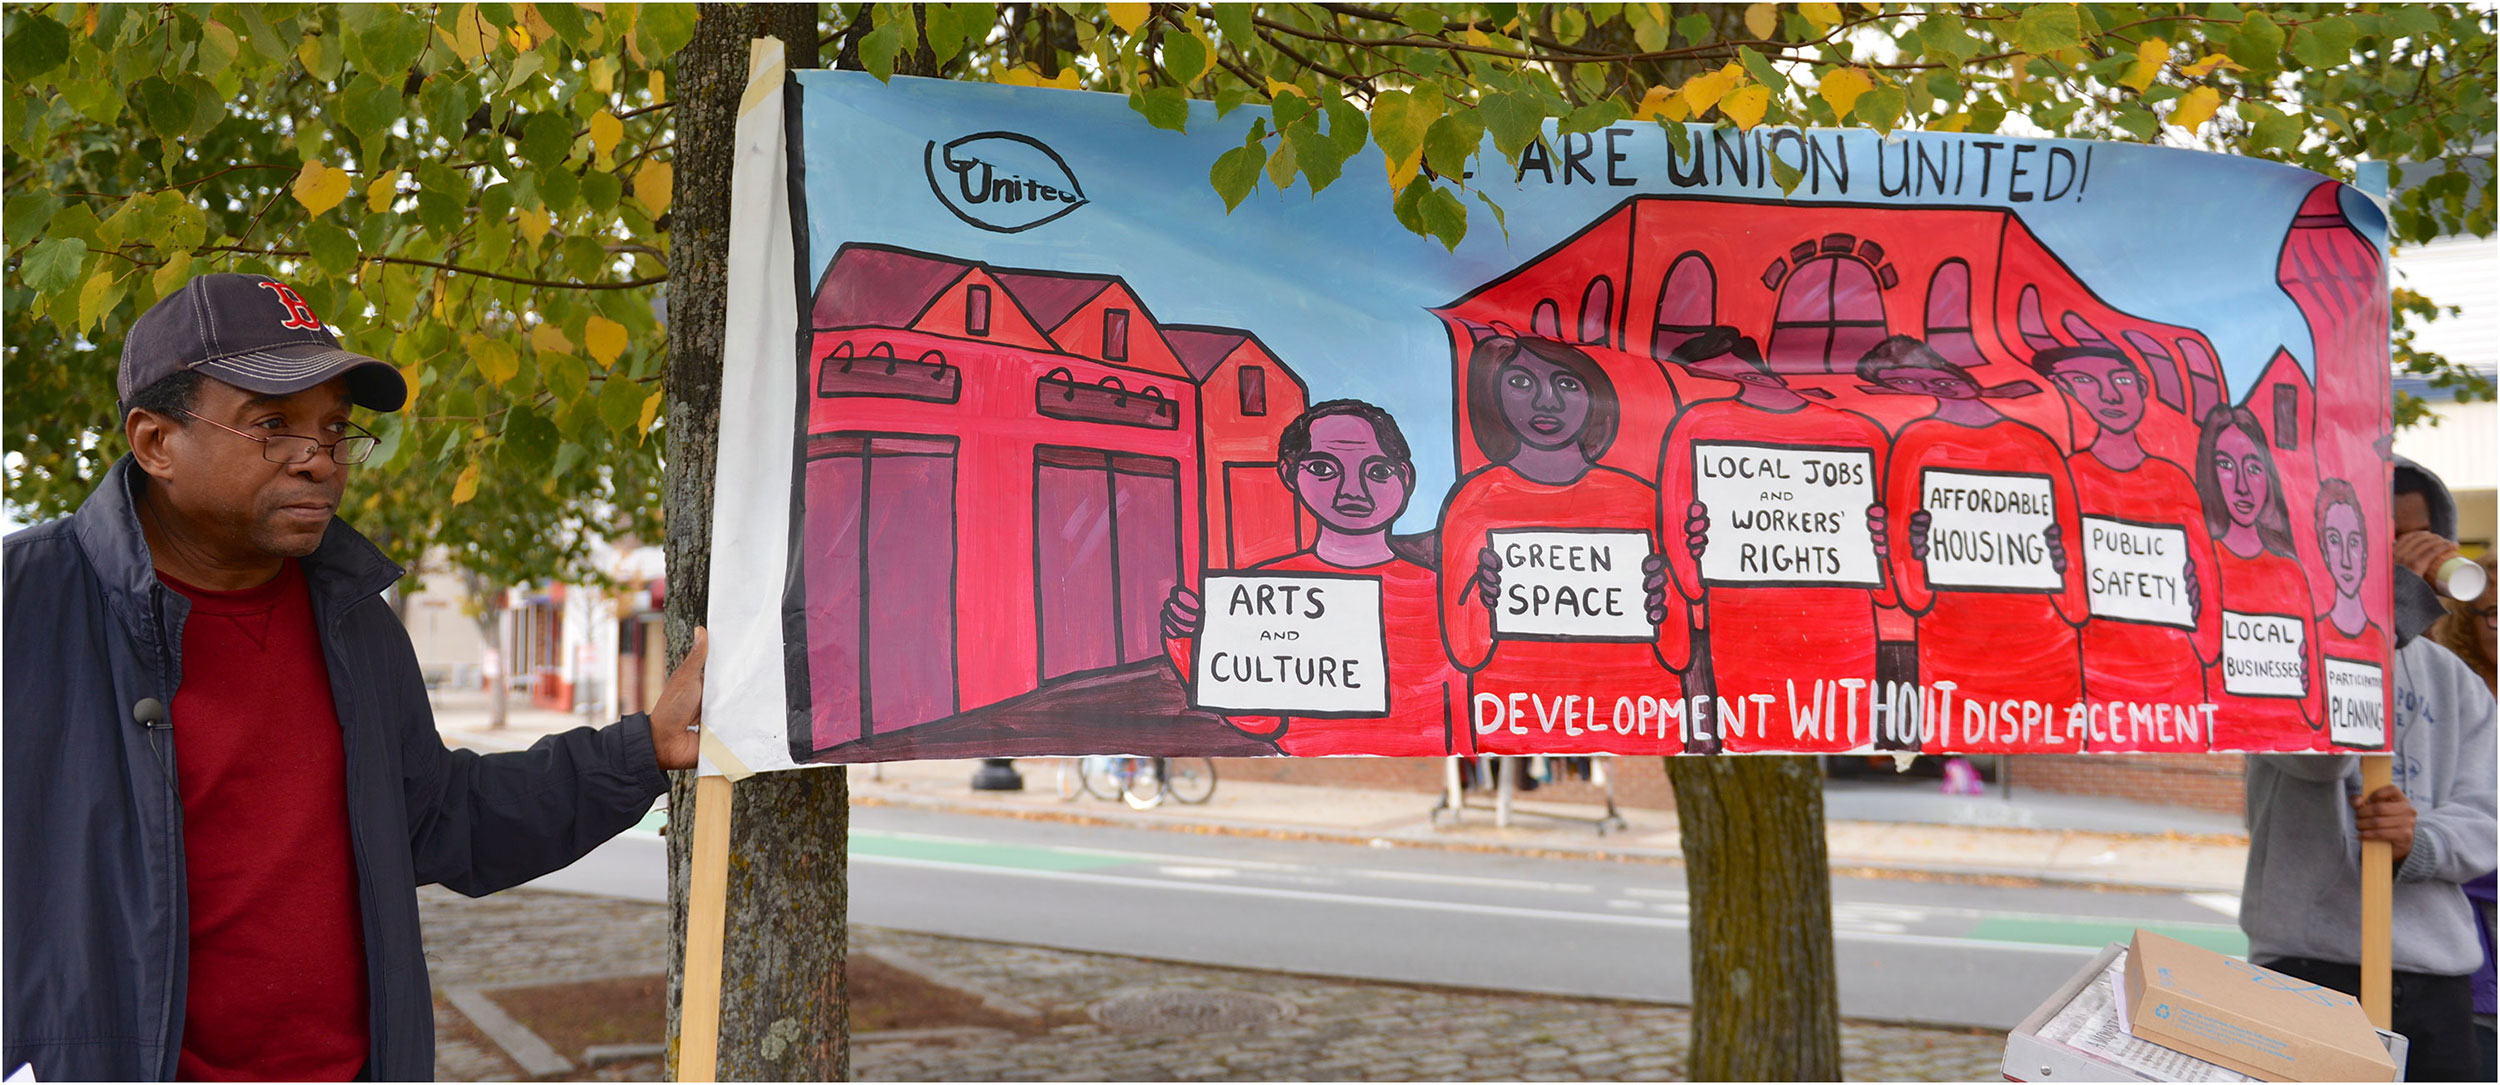 B
United
ARE UNION UNITED!
ARTS
AND
CULTURE
GREEN
SPACE
LOCAL JOBS
AND
WORKERS'
RIGHTS
AFFORDABLE
HOUSING
PUBLIC
SAFETY
LOCAL
BUSINESSES
PLANNING
DEVELOPMENT WITHOUT DISPLACEMENT